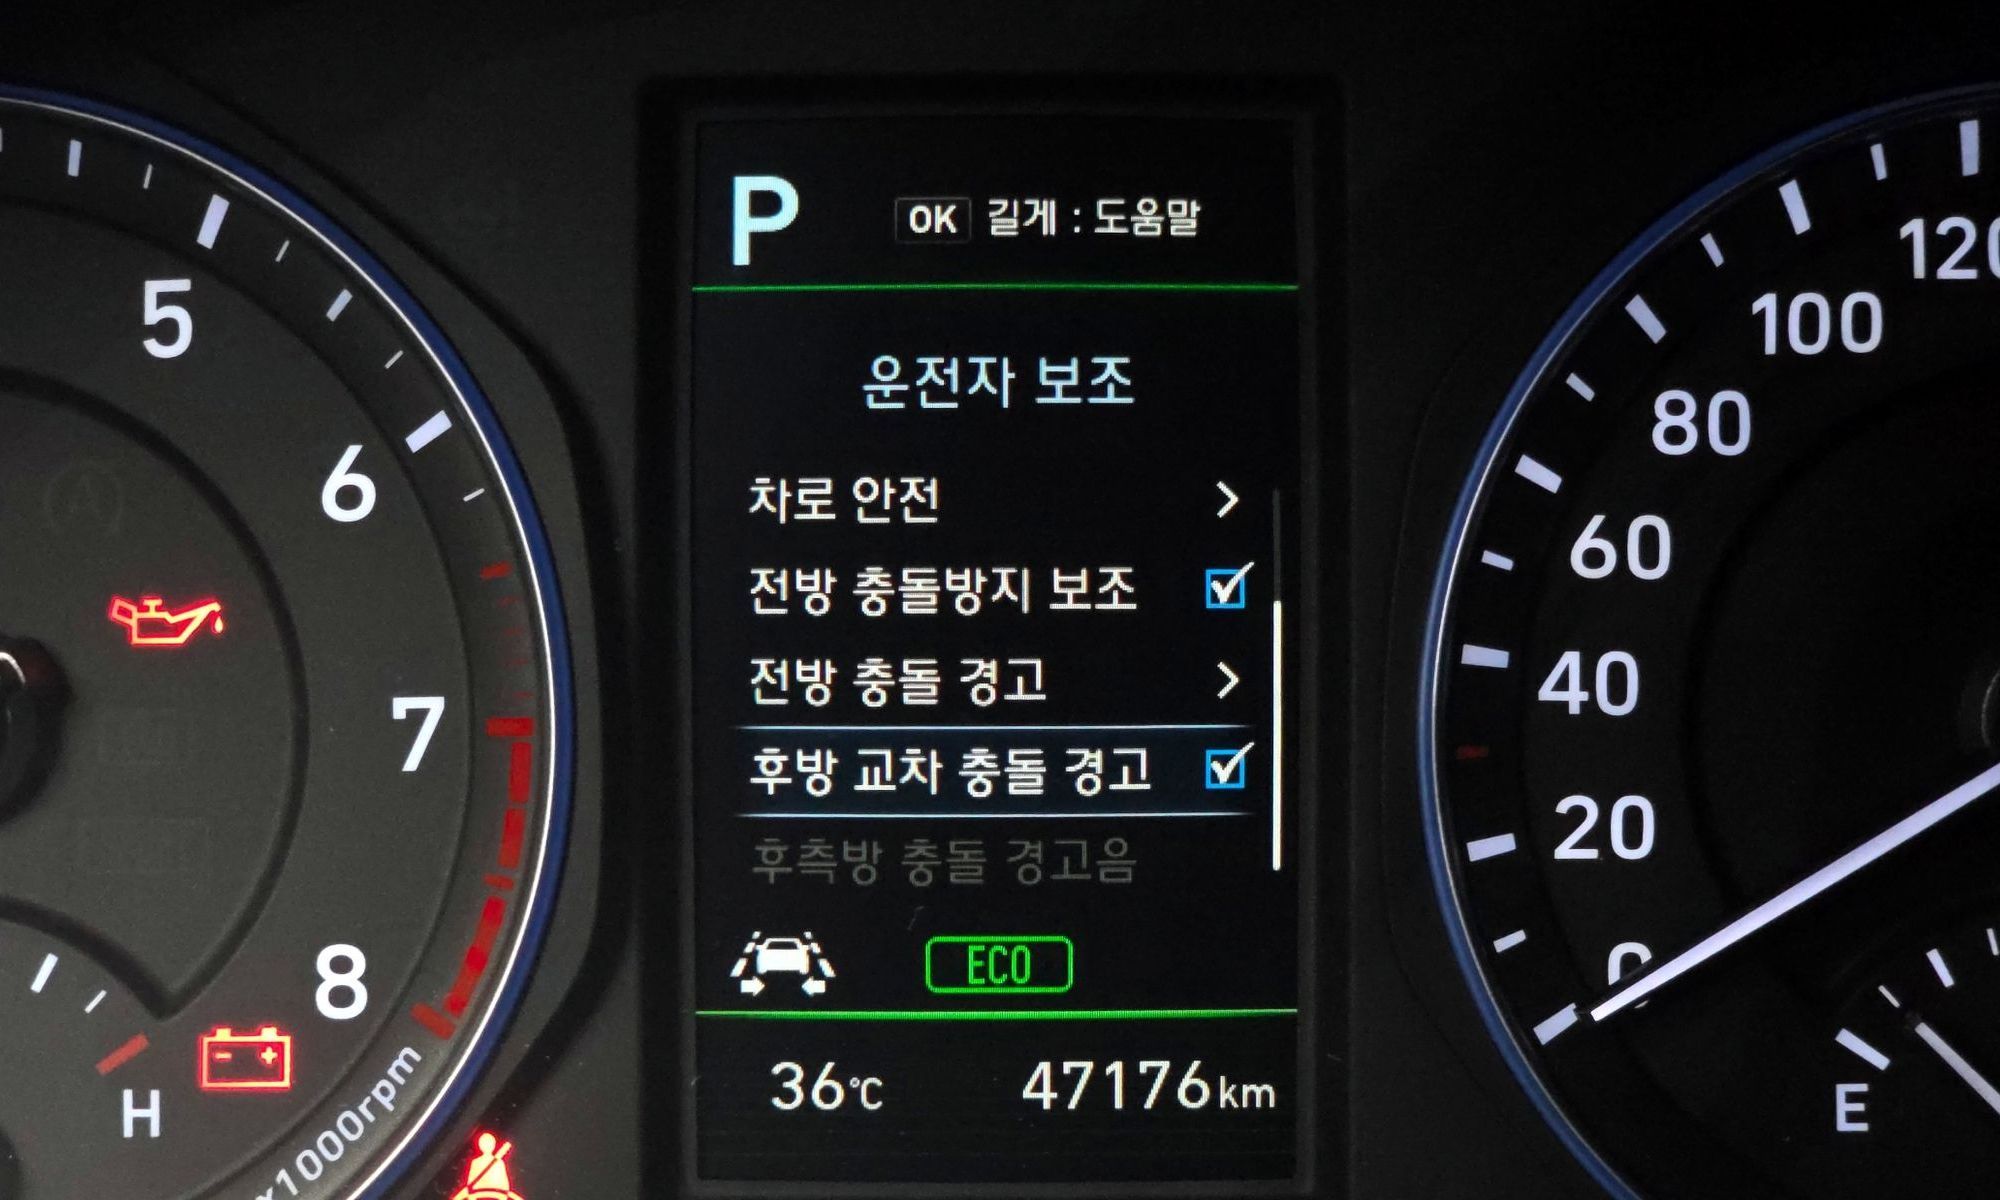 P
OK 길게 : 도움말
운전자 보조
차로 안전
전방 충돌방지 보조
전방 충돌 경고
후방 교차 충돌 경고
후측방 충돌 경고음
ECO
36°C 47176km
5
6
7
8
H
x1000rpm
120
100
80
60
40
20
0
E